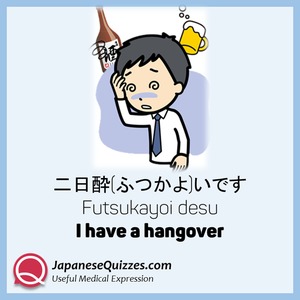 二日酔(ふつかよ)いです
Futsukayoi desu
I have a hangover
JapaneseQuizzes.com
Useful Medical Expression